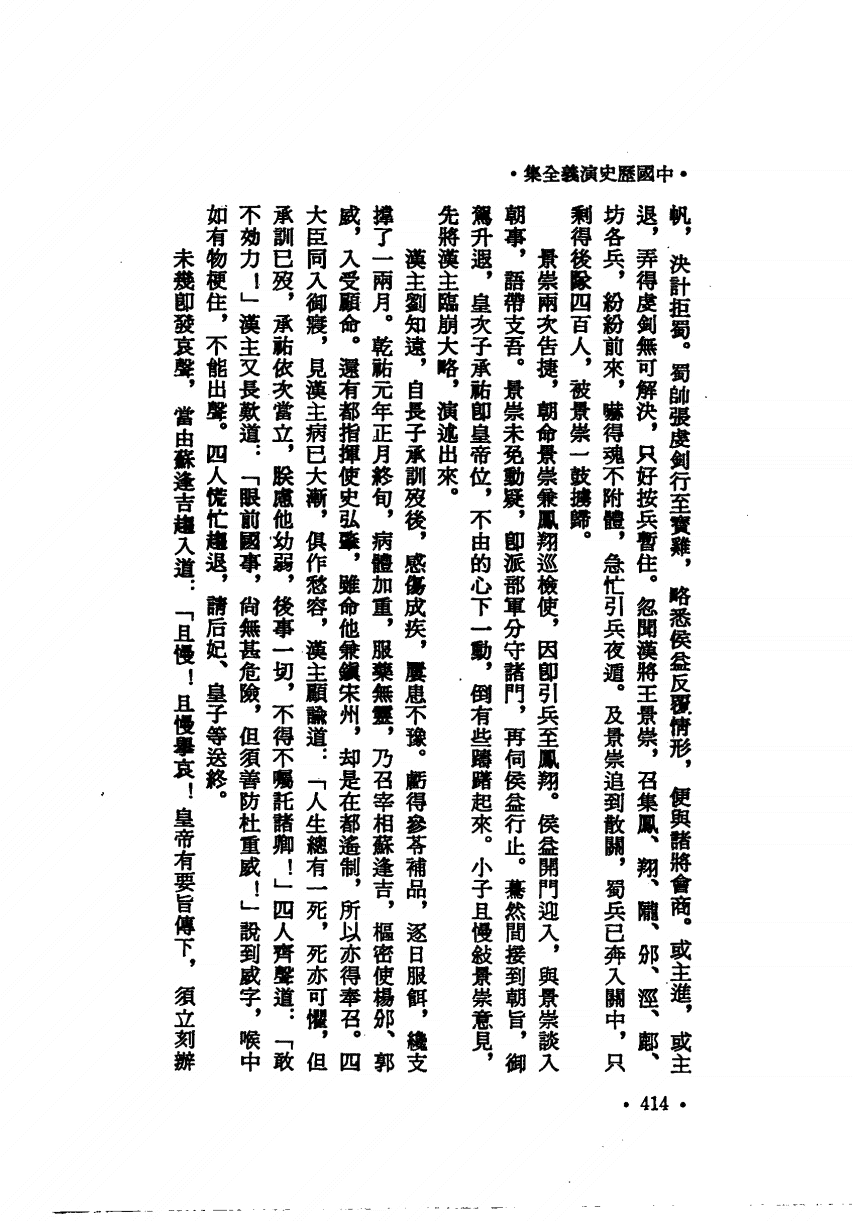 •中國歷史演義全集•
帆，決計拒蜀。蜀帥張虔釗行至寶雞，略悉侯益反覆情形，便與諸將會商。或主進，或主
退，弄得虔釗無可解決，只好按兵暫住。忽聞漢將王景崇，召集鳳、翔、隴、邠、涇、鄜、
坊各兵，紛紛前來，嚇得魂不附體，急忙引兵夜遁。及景崇追到散關，蜀兵已奔入關中，只
剩得後隊四百人，被景崇一鼓擄歸。
景崇兩次告捷，朝命景崇兼鳳翔巡檢使，因卽引兵至鳳翔。侯益開門迎入，與景崇談入
朝事，語帶支吾。景崇未免動疑，卽派部軍分守諸門，再伺侯益行止。驀然間接到朝旨，御
駕升遐，皇次子承祐卽皇帝位，不由的心下一動，倒有些躊躇起來。小子且慢敍景崇意見，
先將漢主臨崩大略，演述出來。
漢主劉知遠，自長子承訓歿後，感傷成疾，屢患不豫。虧得參苓補品，逐日服餌，纔支
撐了一兩月。乾祐元年正月終旬，病體加重，服藥無靈，乃召宰相蘇逢吉，樞密使楊邠、郭
威，入受顧命。還有都指揮使史弘肇，雖命他兼鎭宋州，却是在都遙制，所以亦得奉召。四
大臣同入御寢，見漢主病已大漸，俱作愁容，漢主顧諭道：「人生總有一死，死亦可懼，但
承訓已歿，承祐依次當立，朕慮他幼弱，後事一切，不得不囑託諸卿！」四人齊聲道：「敢
不効力！」漢主又長歎道：「眼前國事，尙無甚危險，但須善防杜重威！」說到威字，喉中
如有物梗住，不能出聲。四人慌忙趨退，請后妃、皇子等送終。
未幾卽發哀聲，當由蘇逢吉趨入道：「且慢！且慢擧哀！皇帝有要旨傳下，須立刻辦
• 414 •